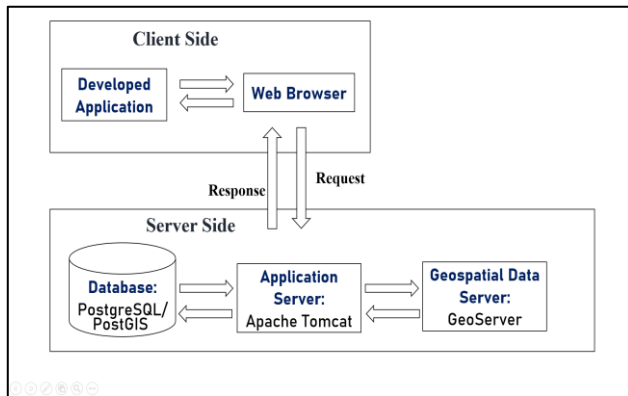 Client Side
Developed
Application
Web Browser
Response
Request
Server Side
Database:
PostgreSQL/
PostGIS
Application
Server:
Apache Tomcat
Geospatial Data
Server:
GeoServer